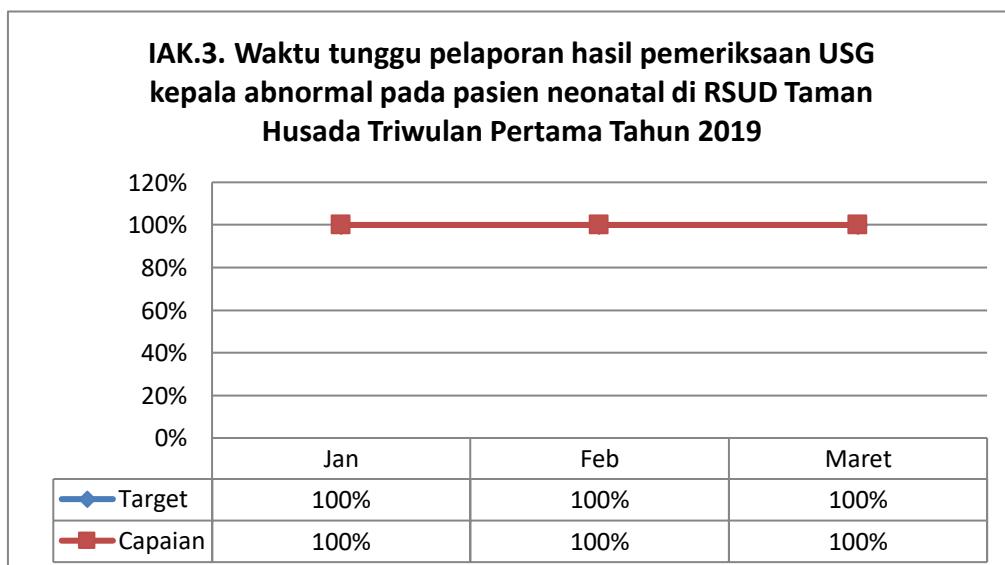 IAK.3. Waktu tunggu pelaporan hasil pemeriksaan USG
kepala abnormal pada pasien neonatal di RSUD Taman
Husada Triwulan Pertama Tahun 2019
120%
100%
80%
60%
40%
20%
0%
Jan Feb Maret
Target 100% 100% 100%
Capaian 100% 100% 100%